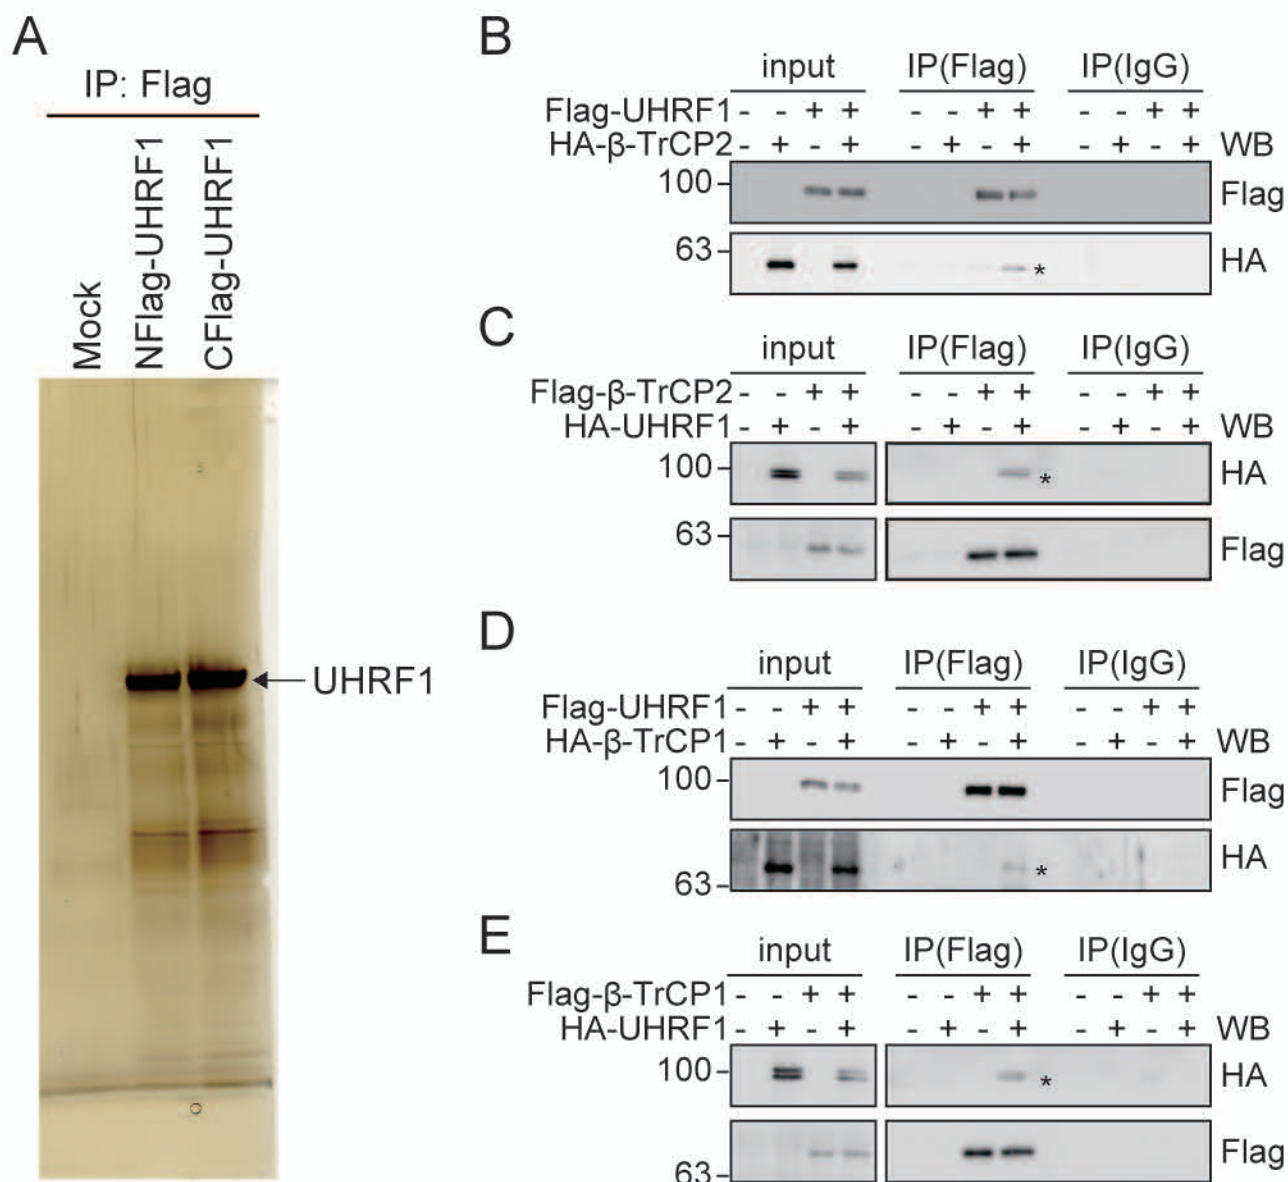 A
IP: Flag
Mock
NFlag-UHRF1
CFlag-UHRF1
UHRF1
B
input IP(Flag) IP(IgG)
Flag-UHRF1 - - + + - - + + - - + +
HA-β-TrCP2 - + - + - + - + - + - + WB
100 Flag
63 HA
*
C
input IP(Flag) IP(IgG)
Flag-β-TrCP2 - - + + - - + + - - + +
HA-UHRF1 - + - + - + - + - + - + WB
100 HA
*
63 Flag
D
input IP(Flag) IP(IgG)
Flag-UHRF1 - - + + - - + + - - + +
HA-β-TrCP1 - + - + - + - + - + - + WB
100 Flag
HA
*
63
E
input IP(Flag) IP(IgG)
Flag-β-TrCP1 - - + + - - + + - - + +
HA-UHRF1 - + - + - + - + - + - + WB
100 HA
*
Flag
63